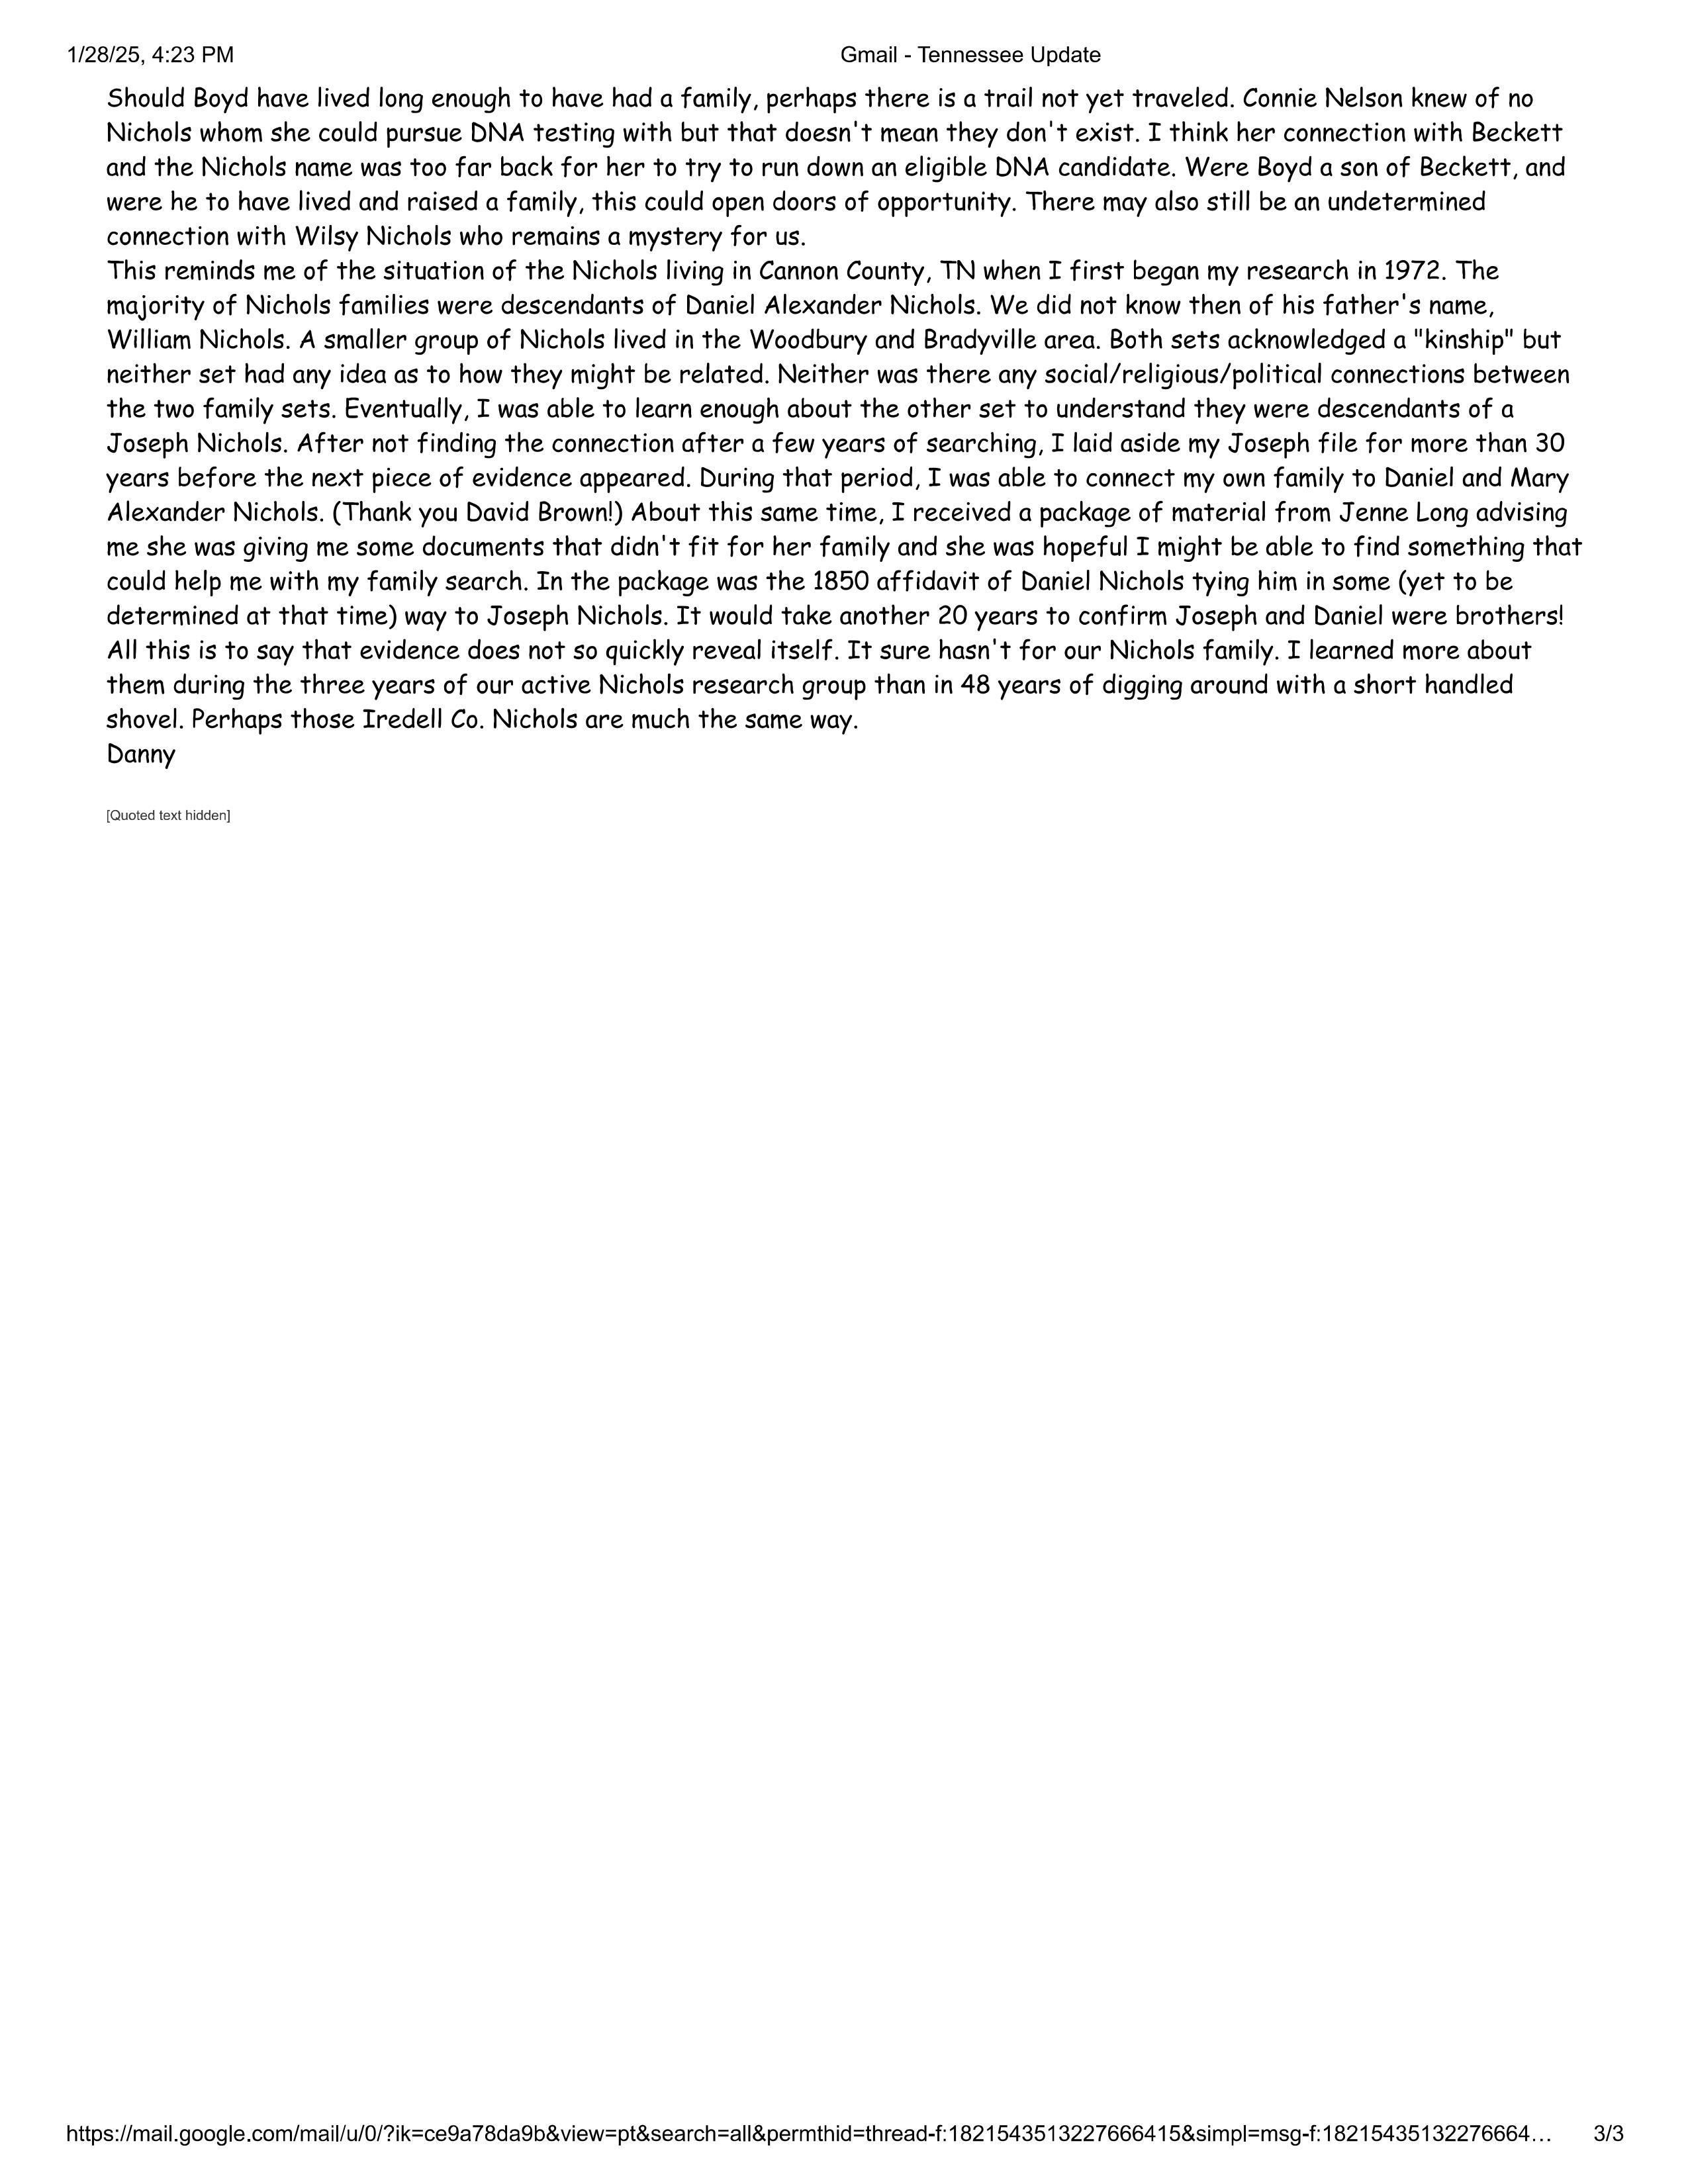 1/28/25, 4:23 PM Gmail - Tennessee Update
Should Boyd have lived long enough to have had a family, perhaps there is a trail not yet traveled. Connie Nelson knew of no
Nichols whom she could pursue DNA testing with but that doesn't mean they don't exist. I think her connection with Beckett
and the Nichols name was too far back for her to try to run down an eligible DNA candidate. Were Boyd a son of Beckett, and
were he to have lived and raised a family, this could open doors of opportunity. There may also still be an undetermined
connection with Wilsy Nichols who remains a mystery for us.
This reminds me of the situation of the Nichols living in Cannon County, TN when I first began my research in 1972. The
majority of Nichols families were descendants of Daniel Alexander Nichols. We did not know then of his father's name,
William Nichols. A smaller group of Nichols lived in the Woodbury and Bradyville area. Both sets acknowledged a "kinship" but
neither set had any idea as to how they might be related. Neither was there any social/religious/political connections between
the two family sets. Eventually, I was able to learn enough about the other set to understand they were descendants of a
Joseph Nichols. After not finding the connection after a few years of searching, I laid aside my Joseph file for more than 30
years before the next piece of evidence appeared. During that period, I was able to connect my own family to Daniel and Mary
Alexander Nichols. (Thank you David Brown!) About this same time, I received a package of material from Jenne Long advising
me she was giving me some documents that didn't fit for her family and she was hopeful I might be able to find something that
could help me with my family search. In the package was the 1850 affidavit of Daniel Nichols tying him in some (yet to be
determined at that time) way to Joseph Nichols. It would take another 20 years to confirm Joseph and Daniel were brothers!
All this is to say that evidence does not so quickly reveal itself. It sure hasn't for our Nichols family. I learned more about
them during the three years of our active Nichols research group than in 48 years of digging around with a short handled
shovel. Perhaps those Iredell Co. Nichols are much the same way.
Danny
[Quoted text hidden]
https://mail.google.com/mail/u/0/?ik=ce9a78da9b&view=pt&search=all&permthid=thread-f:1821543513227666415&simpl=msg-f:18215435132276664… 3/3